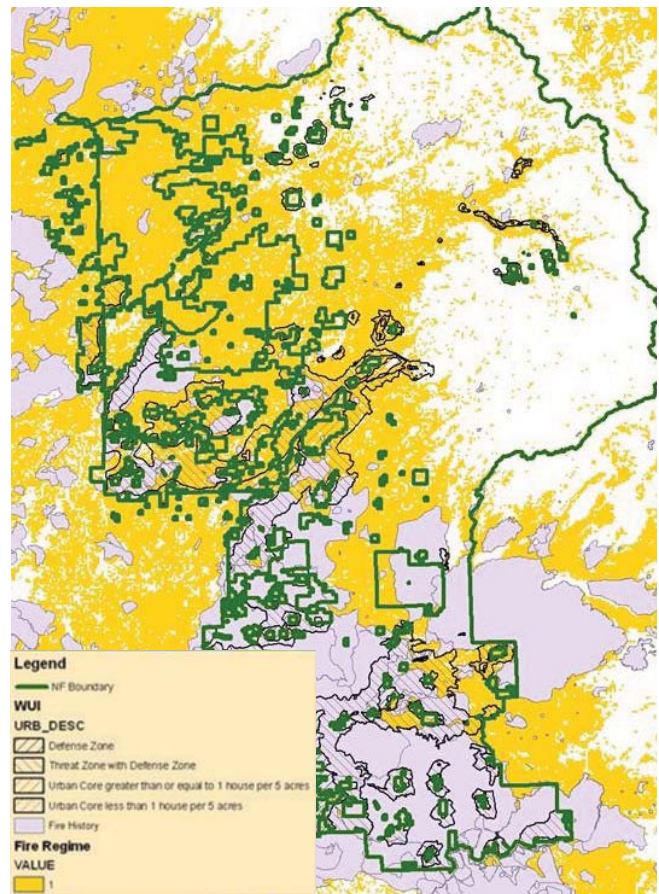 Legend
NF Boundary
WUI
URB_DESC
Defense Zone
Threat Zone with Defense Zone
Urban Core greater than or equal to 1 house per 5 acres
Urban Core less than 1 house per 5 acres
Fire History
Fire Regime
VALUE
1